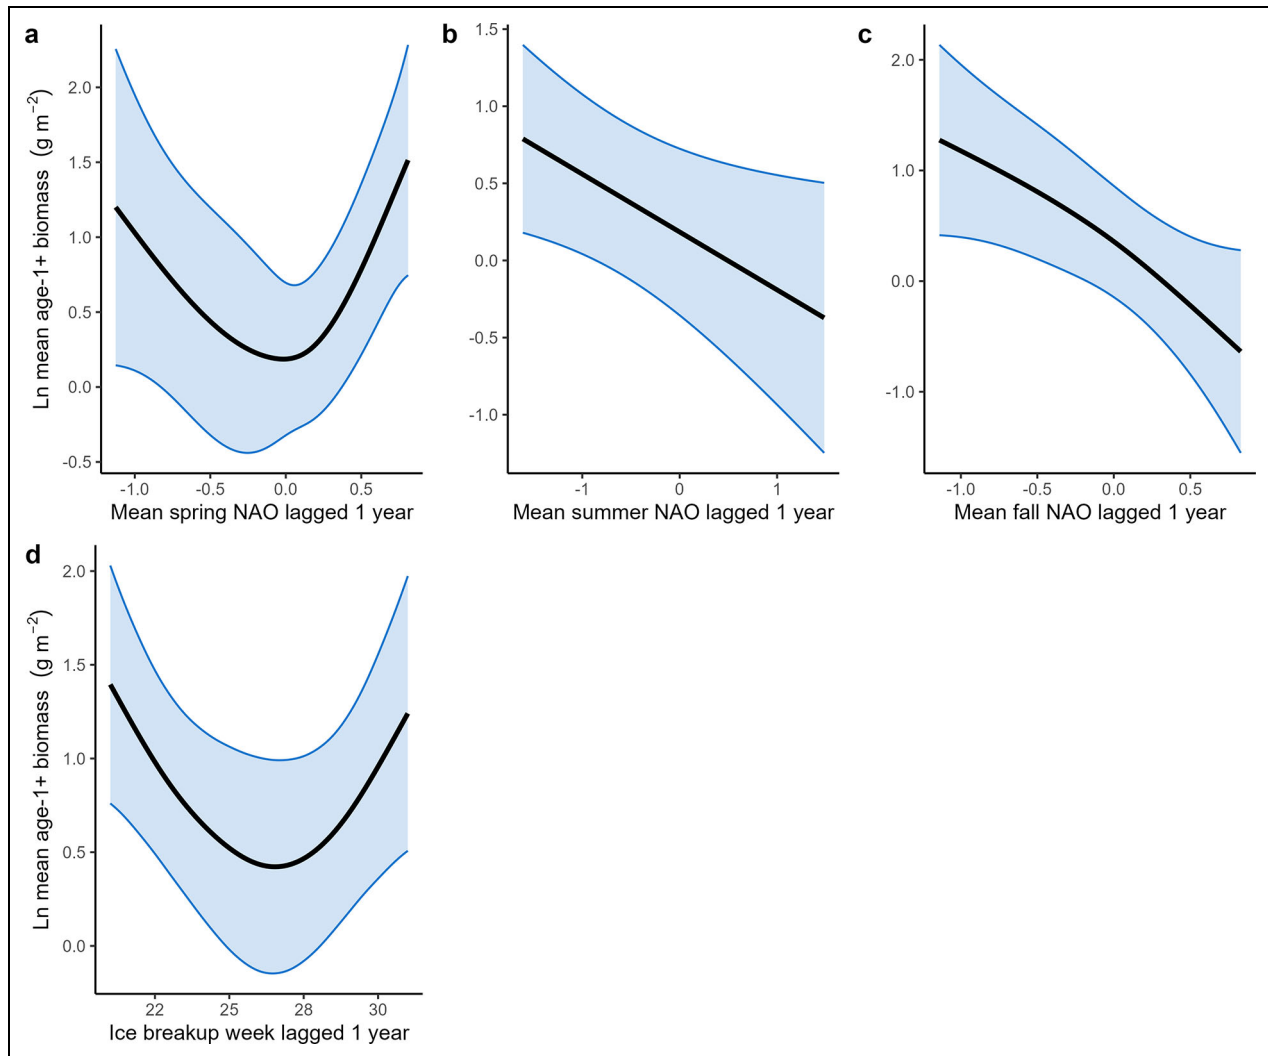 a
Ln mean age-1+ biomass (g m⁻²)
2.0
1.5
1.0
0.5
0.0
-0.5
-1.0 -0.5 0.0 0.5
Mean spring NAO lagged 1 year
b
1.5
1.0
0.5
0.0
-0.5
-1.0
-1 0 1
Mean summer NAO lagged 1 year
c
2.0
1.0
0.0
-1.0
-1.0 -0.5 0.0 0.5
Mean fall NAO lagged 1 year
d
Ln mean age-1+ biomass (g m⁻²)
2.0
1.5
1.0
0.5
0.0
22 25 28 30
Ice breakup week lagged 1 year